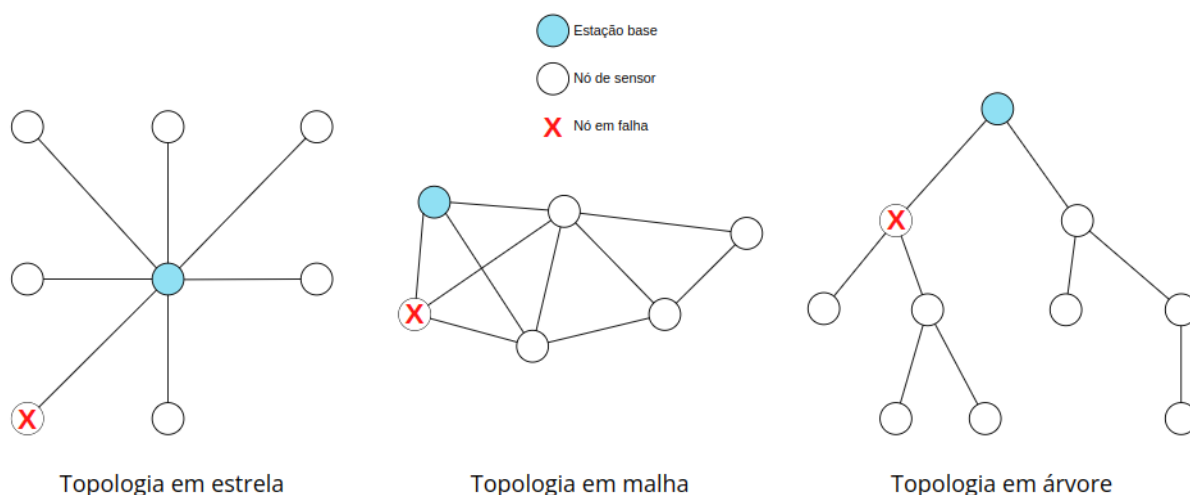 Estação base
Nó de sensor
X Nó em falha
X
X
X
Topologia em estrela
Topologia em malha
Topologia em árvore